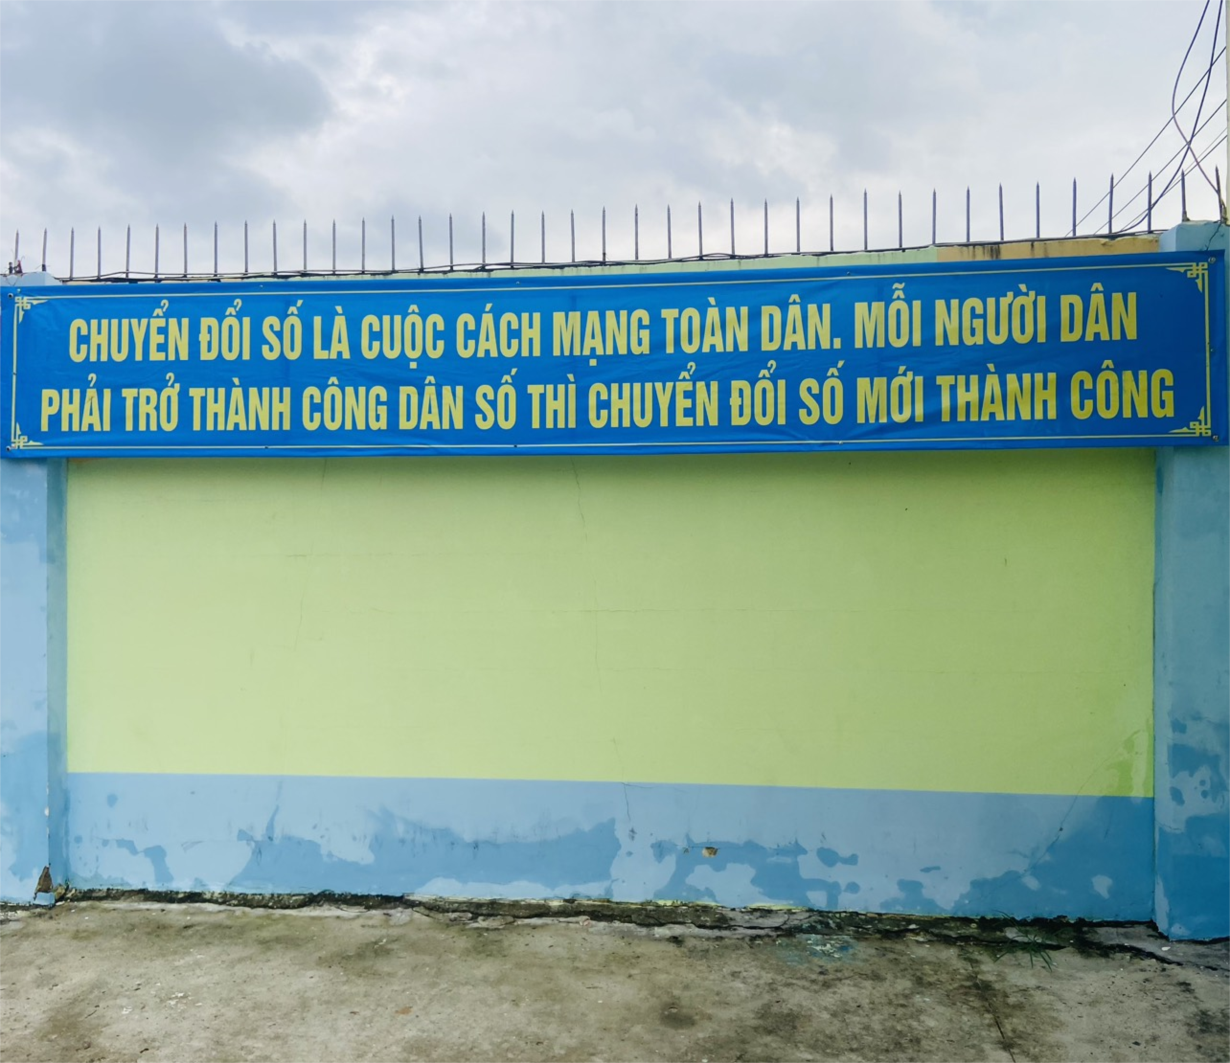 CHUYỂN ĐỔI SỐ LÀ CUỘC CÁCH MẠNG TOÀN DÂN. MỖI NGƯỜI DÂN
PHẢI TRỞ THÀNH CÔNG DÂN SỐ THÌ CHUYỂN ĐỔI SỐ MỚI THÀNH CÔNG